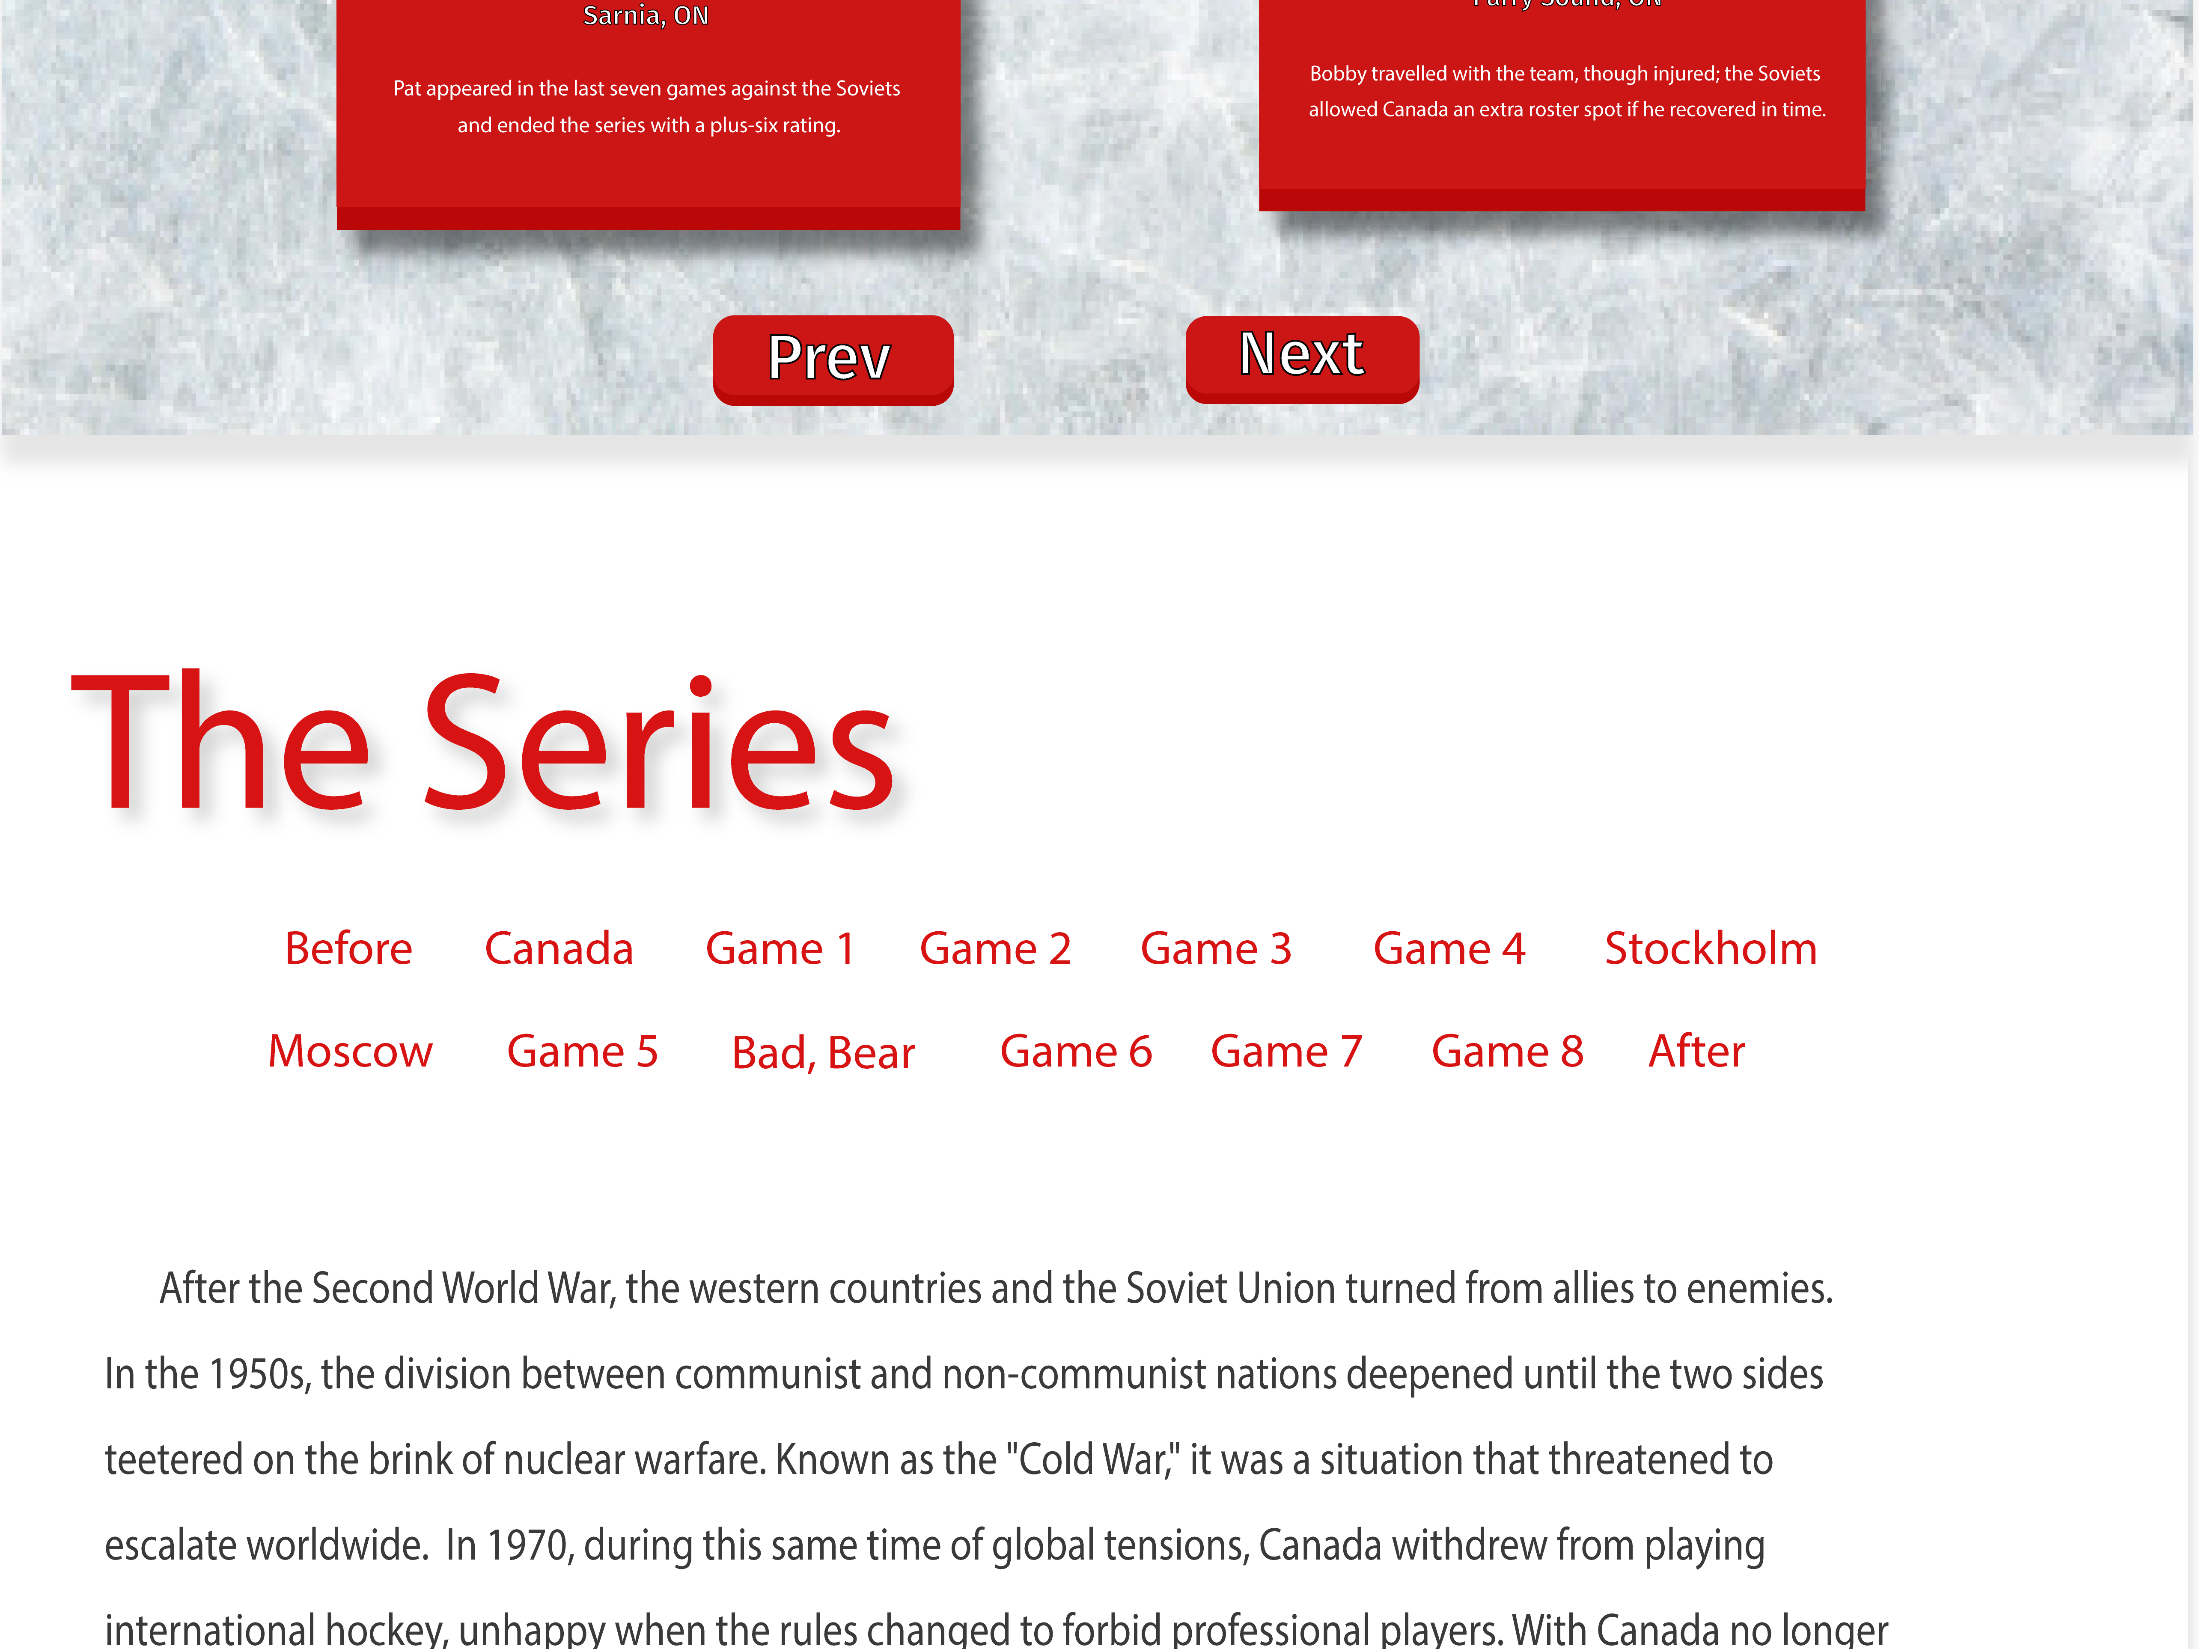 Sarnia, ON
Pat appeared in the last seven games against the Soviets
and ended the series with a plus-six rating.
Parry Sound, ON
Bobby travelled with the team, though injured; the Soviets
allowed Canada an extra roster spot if he recovered in time.
Prev Next
The Series
Before Canada Game 1 Game 2 Game 3 Game 4 Stockholm
Moscow Game 5 Bad, Bear Game 6 Game 7 Game 8 After
After the Second World War, the western countries and the Soviet Union turned from allies to enemies.
In the 1950s, the division between communist and non-communist nations deepened until the two sides
teetered on the brink of nuclear warfare. Known as the "Cold War," it was a situation that threatened to
escalate worldwide. In 1970, during this same time of global tensions, Canada withdrew from playing
international hockey, unhappy when the rules changed to forbid professional players. With Canada no longer